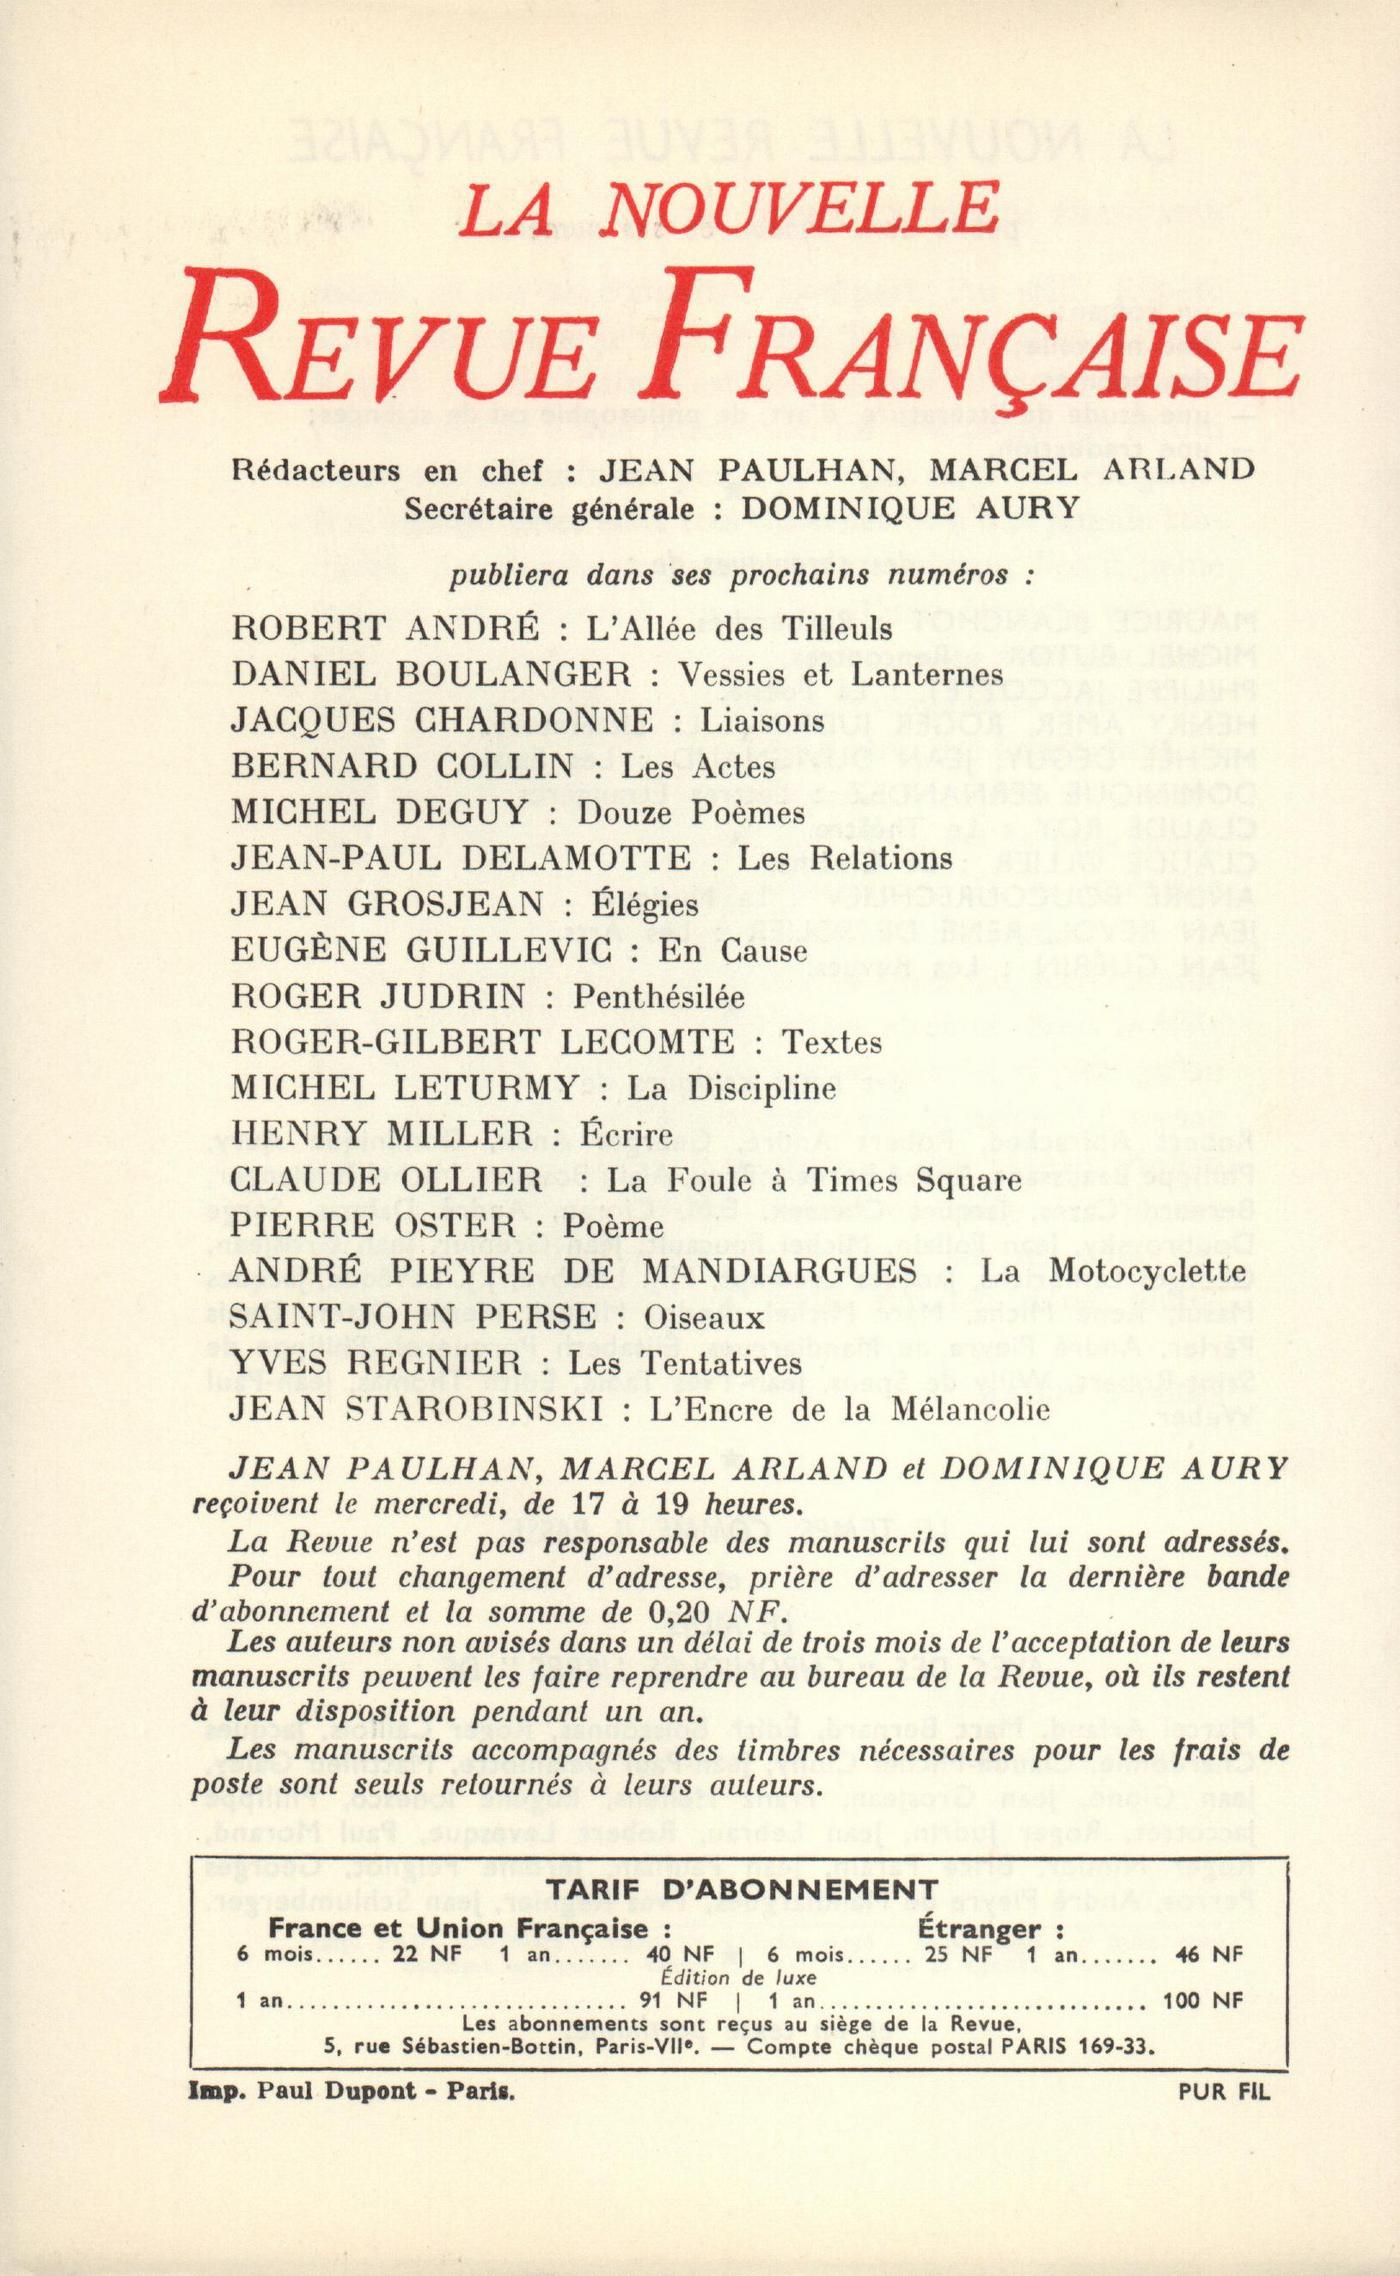 LA NOUVELLE
REVUE FRANÇAISE
Rédacteurs en chef : JEAN PAULHAN, MARCEL ARLAND
Secrétaire générale : DOMINIQUE AURY
publiera dans ses prochains numéros :
ROBERT ANDRÉ : L'Allée des Tilleuls
DANIEL BOULANGER : Vessies et Lanternes
JACQUES CHARDONNE : Liaisons
BERNARD COLLIN : Les Actes
MICHEL DEGUY : Douze Poèmes
JEAN-PAUL DELAMOTTE : Les Relations
JEAN GROSJEAN : Élégies
EUGÈNE GUILLEVIC : En Cause
ROGER JUDRIN : Penthésilée
ROGER-GILBERT LECOMTE : Textes
MICHEL LETURMY : La Discipline
HENRY MILLER : Écrire
CLAUDE OLLIER : La Foule à Times Square
PIERRE OSTER : Poème
ANDRÉ PIEYRE DE MANDIARGUES : La Motocyclette
SAINT-JOHN PERSE : Oiseaux
YVES REGNIER : Les Tentatives
JEAN STAROBINSKI : L'Encre de la Mélancolie
JEAN PAULHAN, MARCEL ARLAND et DOMINIQUE AURY
reçoivent le mercredi, de 17 à 19 heures.
La Revue n'est pas responsable des manuscrits qui lui sont adressés.
Pour tout changement d'adresse, prière d'adresser la dernière bande
d'abonnement et la somme de 0,20 NF.
Les auteurs non avisés dans un délai de trois mois de l'acceptation de leurs
manuscrits peuvent les faire reprendre au bureau de la Revue, où ils restent
à leur disposition pendant un an.
Les manuscrits accompagnés des timbres nécessaires pour les frais de
poste sont seuls retournés à leurs auteurs.
TARIF D'ABONNEMENT
France et Union Française : Étranger :
6 mois...... 22 NF 1 an....... 40 NF | 6 mois...... 25 NF 1 an....... 46 NF
Édition de luxe
1 an.............................. 91 NF | 1 an............................. 100 NF
Les abonnements sont reçus au siège de la Revue,
5, rue Sébastien-Bottin, Paris-VIIe. — Compte chèque postal PARIS 169-33.
Imp. Paul Dupont - Paris. PUR FIL